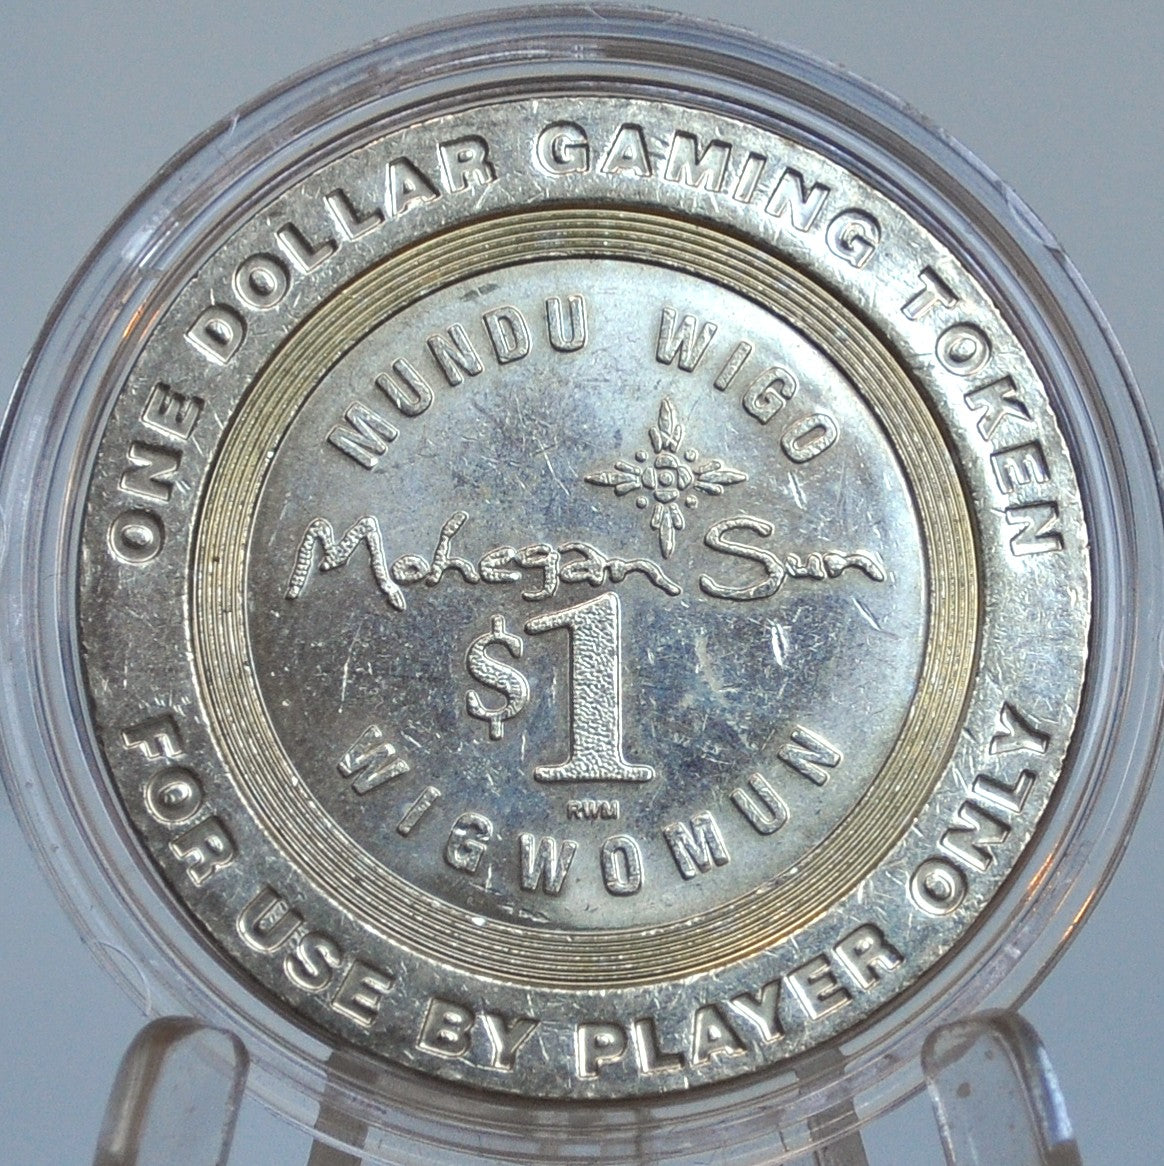 ONE DOLLAR GAMING TOKEN
MUNDU WIGO
Mohegan Sun
$1
RWM
WIGWOMUN
FOR USE BY PLAYER ONLY